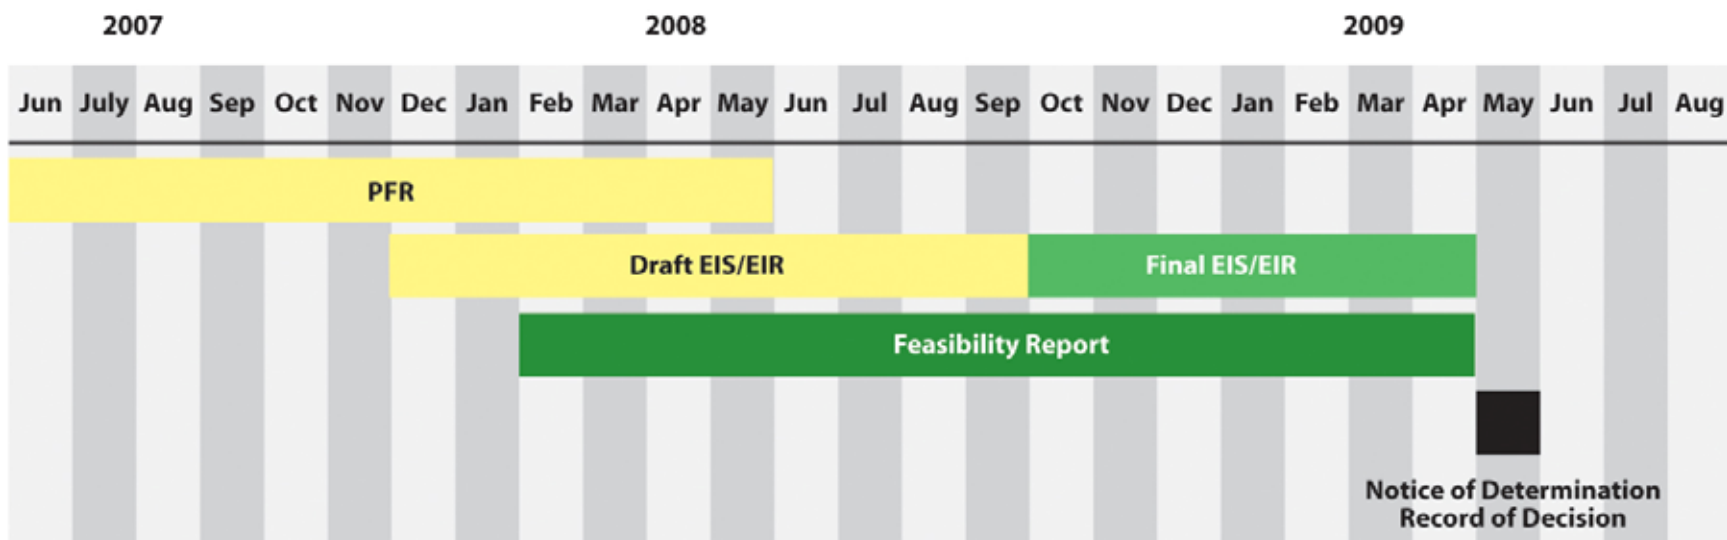 2007 2008 2009
Jun July Aug Sep Oct Nov Dec Jan Feb Mar Apr May Jun Jul Aug Sep Oct Nov Dec Jan Feb Mar Apr May Jun Jul Aug
PFR
Draft EIS/EIR Final EIS/EIR
Feasibility Report
Notice of Determination
Record of Decision